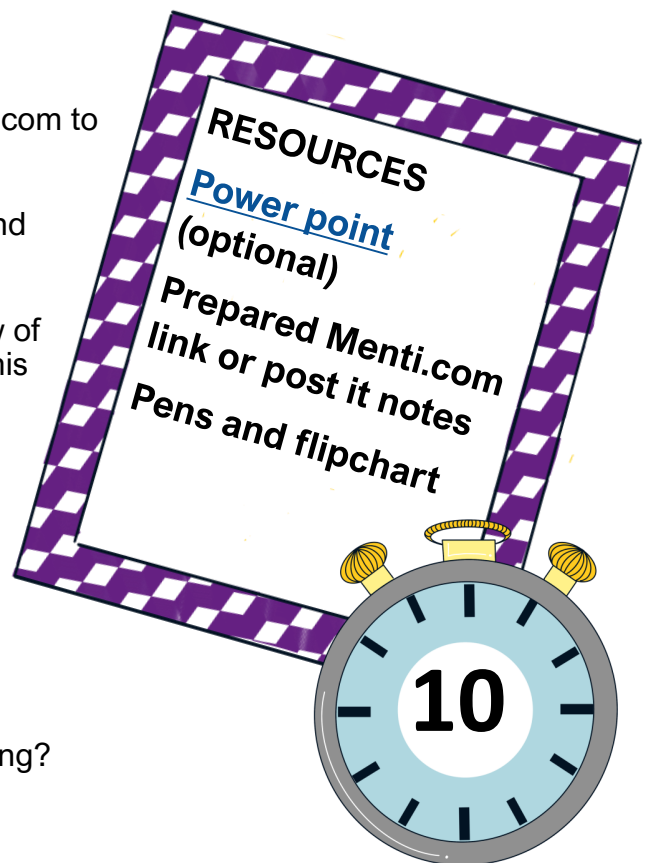 com to
nd
of
his
RESOURCES
Power point
(optional)
Prepared Menti.com
link or post it notes
Pens and flipchart
10
ng?